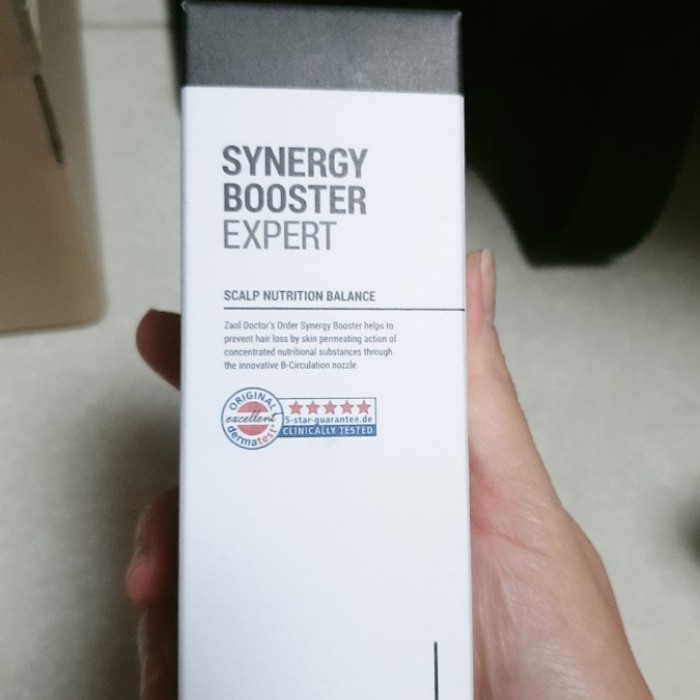 SYNERGY
BOOSTER
EXPERT
SCALP NUTRITION BALANCE
Zaol Doctor's Order Synergy Booster helps to
prevent hair loss by skin permeating action of
concentrated nutritional substances through
the innovative B-Circulation nozzle.
ORIGINAL
excellent
dermatest
5-star-guarantee.de
CLINICALLY TESTED